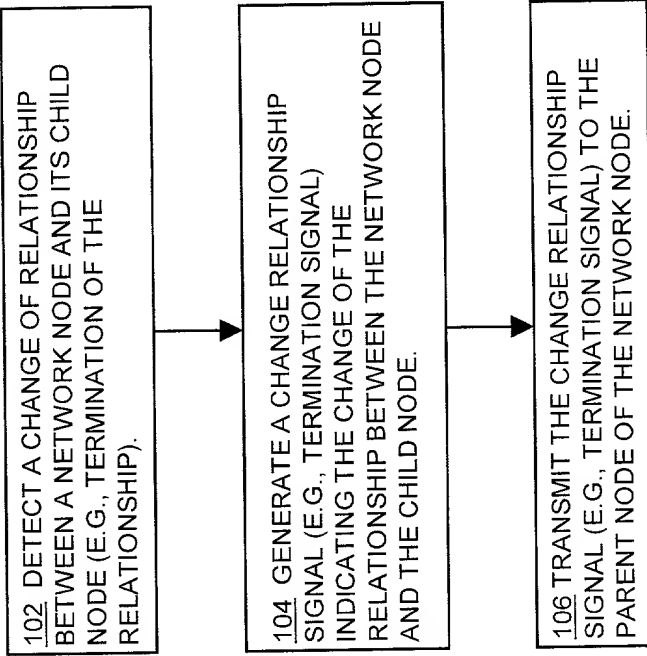 102 DETECT A CHANGE OF RELATIONSHIP
BETWEEN A NETWORK NODE AND ITS CHILD
NODE (E.G., TERMINATION OF THE
RELATIONSHIP).
104 GENERATE A CHANGE RELATIONSHIP
SIGNAL (E.G., TERMINATION SIGNAL)
INDICATING THE CHANGE OF THE
RELATIONSHIP BETWEEN THE NETWORK NODE
AND THE CHILD NODE.
106 TRANSMIT THE CHANGE RELATIONSHIP
SIGNAL (E.G., TERMINATION SIGNAL) TO THE
PARENT NODE OF THE NETWORK NODE.